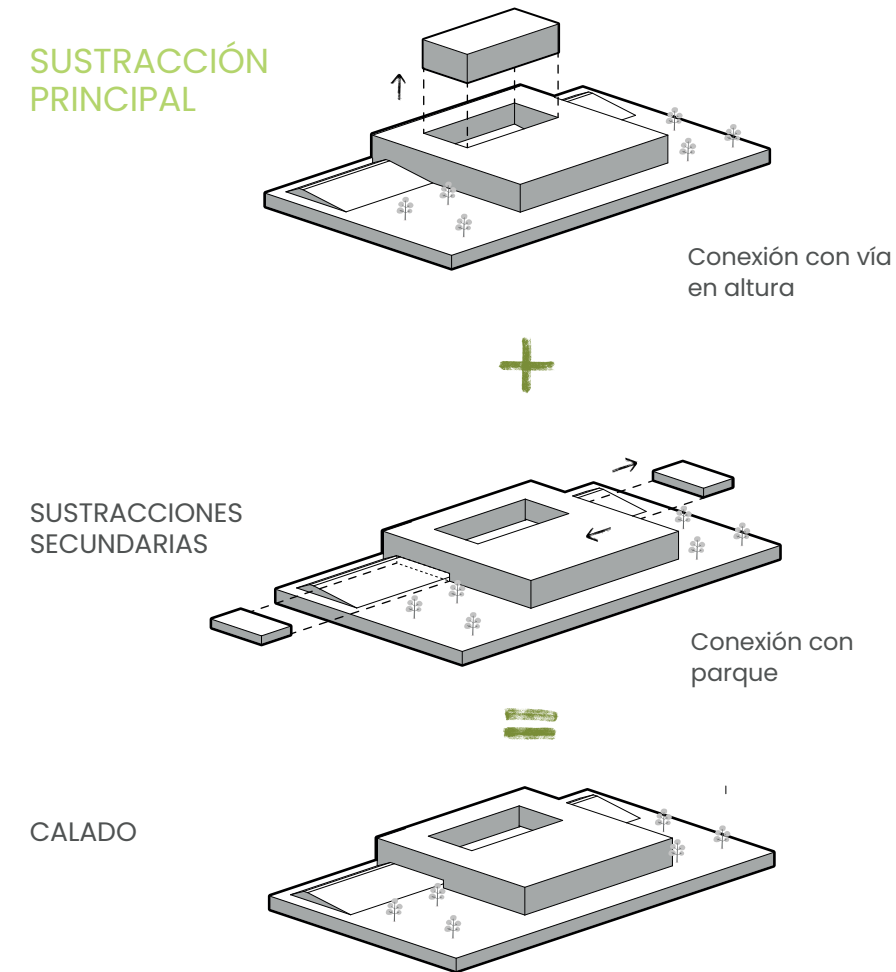 SUSTRACCIÓN
PRINCIPAL
Conexión con vía
en altura
+
SUSTRACCIONES
SECUNDARIAS
Conexión con
parque
=
CALADO